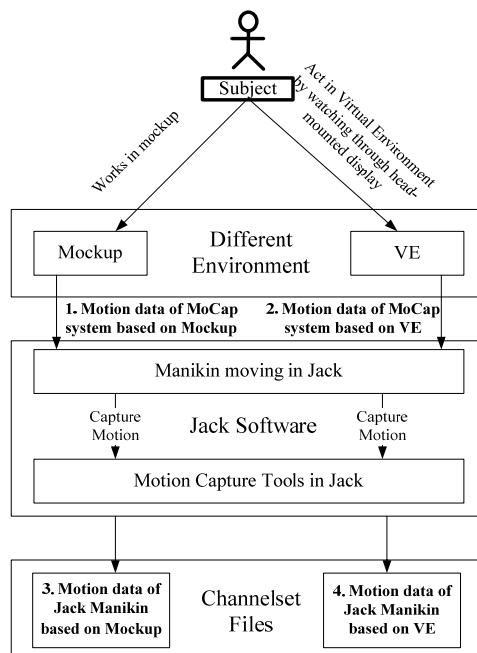 Subject
Works in mockup
Act in Virtual Environment
by watching through head-
mounted display
Mockup
Different
Environment
VE
1. Motion data of MoCap
system based on Mockup
2. Motion data of MoCap
system based on VE
Manikin moving in Jack
Capture
Motion
Jack Software
Capture
Motion
Motion Capture Tools in Jack
3. Motion data of
Jack Manikin
based on Mockup
Channelset
Files
4. Motion data of
Jack Manikin
based on VE